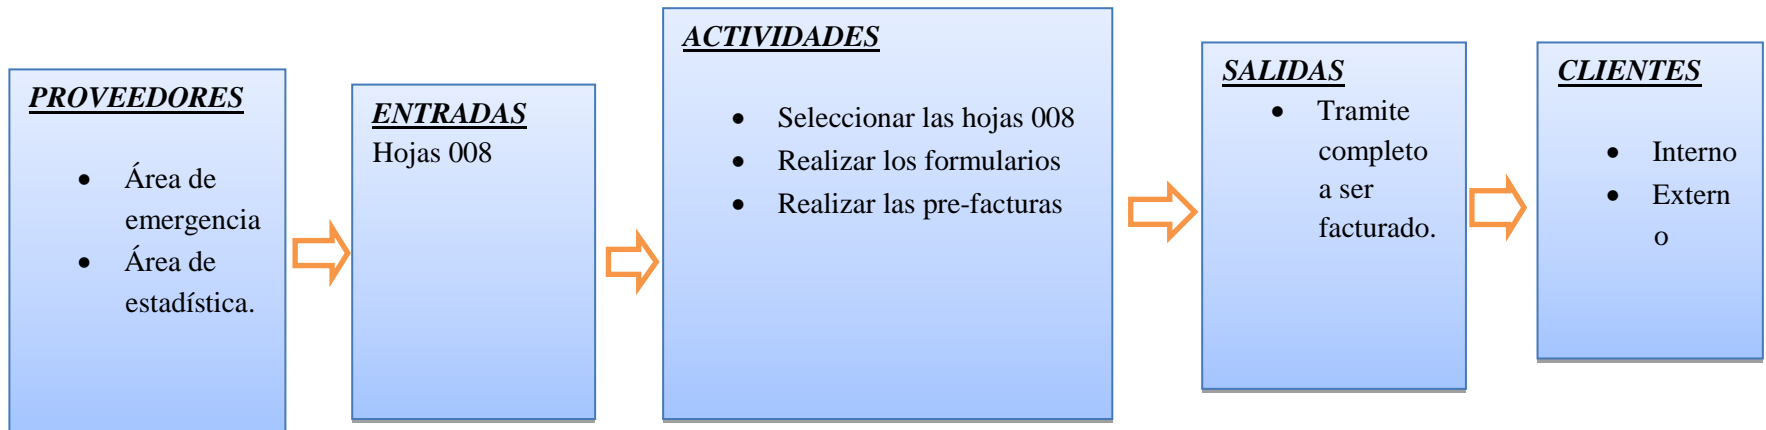 PROVEEDORES
• Área de
emergencia
• Área de
estadística.
ENTRADAS
Hojas 008
ACTIVIDADES
• Seleccionar las hojas 008
• Realizar los formularios
• Realizar las pre-facturas
SALIDAS
• Tramite
completo
a ser
facturado.
CLIENTES
• Interno
• Extern
o